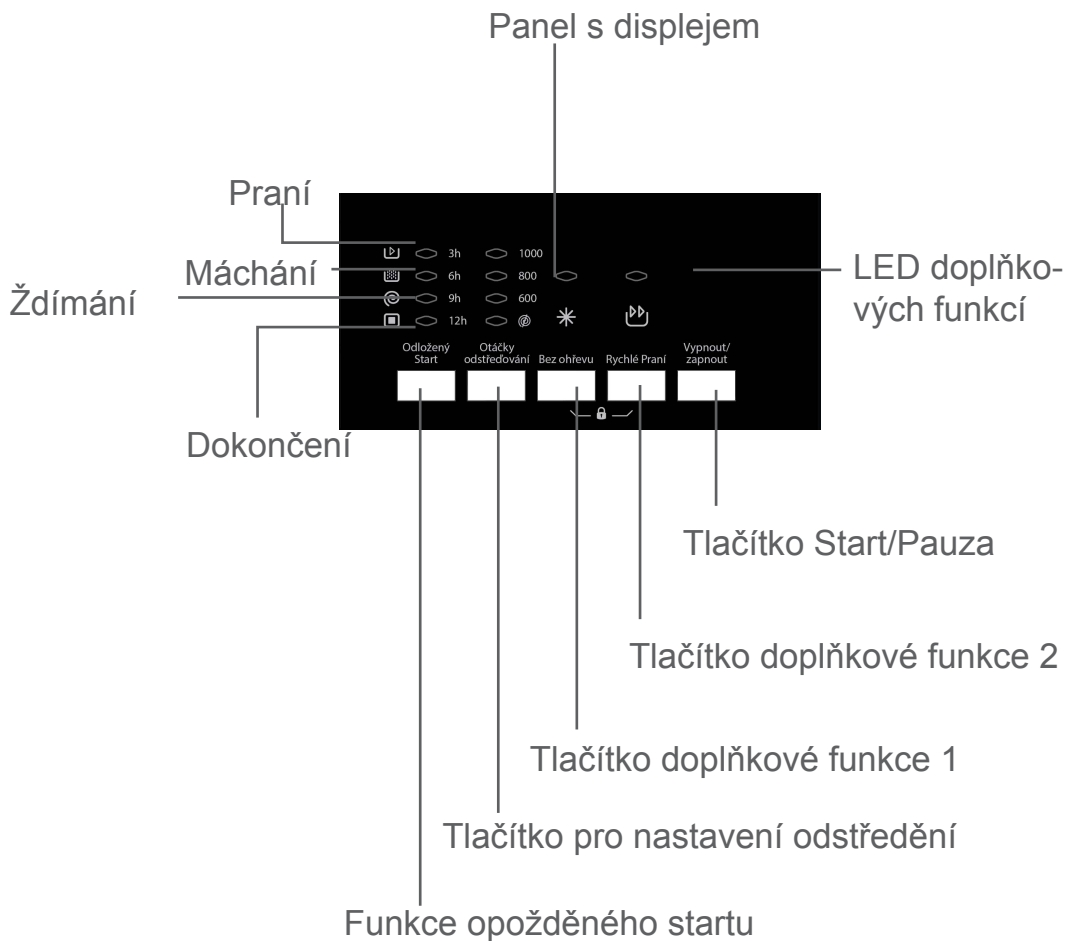 Panel s displejem
Praní
Máchání
Ždímání
LED doplňko-
vých funkcí
3h 1000
6h 800
9h 600
12h
Odložený
Start
Otáčky
odstřeďování
Bez ohřevu
Rychlé Praní
Vypnout/
zapnout
Dokončení
Tlačítko Start/Pauza
Tlačítko doplňkové funkce 2
Tlačítko doplňkové funkce 1
Tlačítko pro nastavení odstředění
Funkce opožděného startu